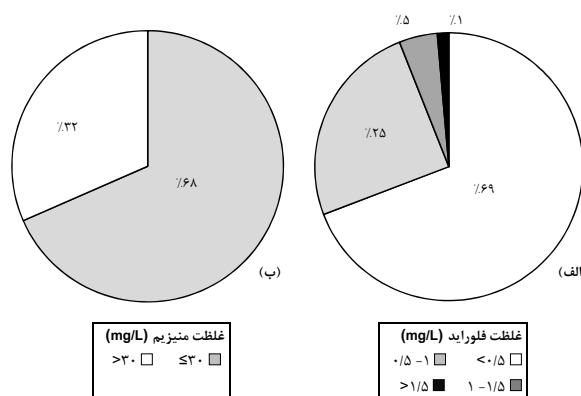 ٪۱
٪۵
٪۲۵
٪۶۹
٪۳۲
٪۶۸
الف)
(ب)
غلظت فلوراید (mg/L)
<۰/۵ ۰/۵ -۱
۱ -۱/۵ >۱/۵
غلظت منیزیم (mg/L)
≤۳۰ >۳۰